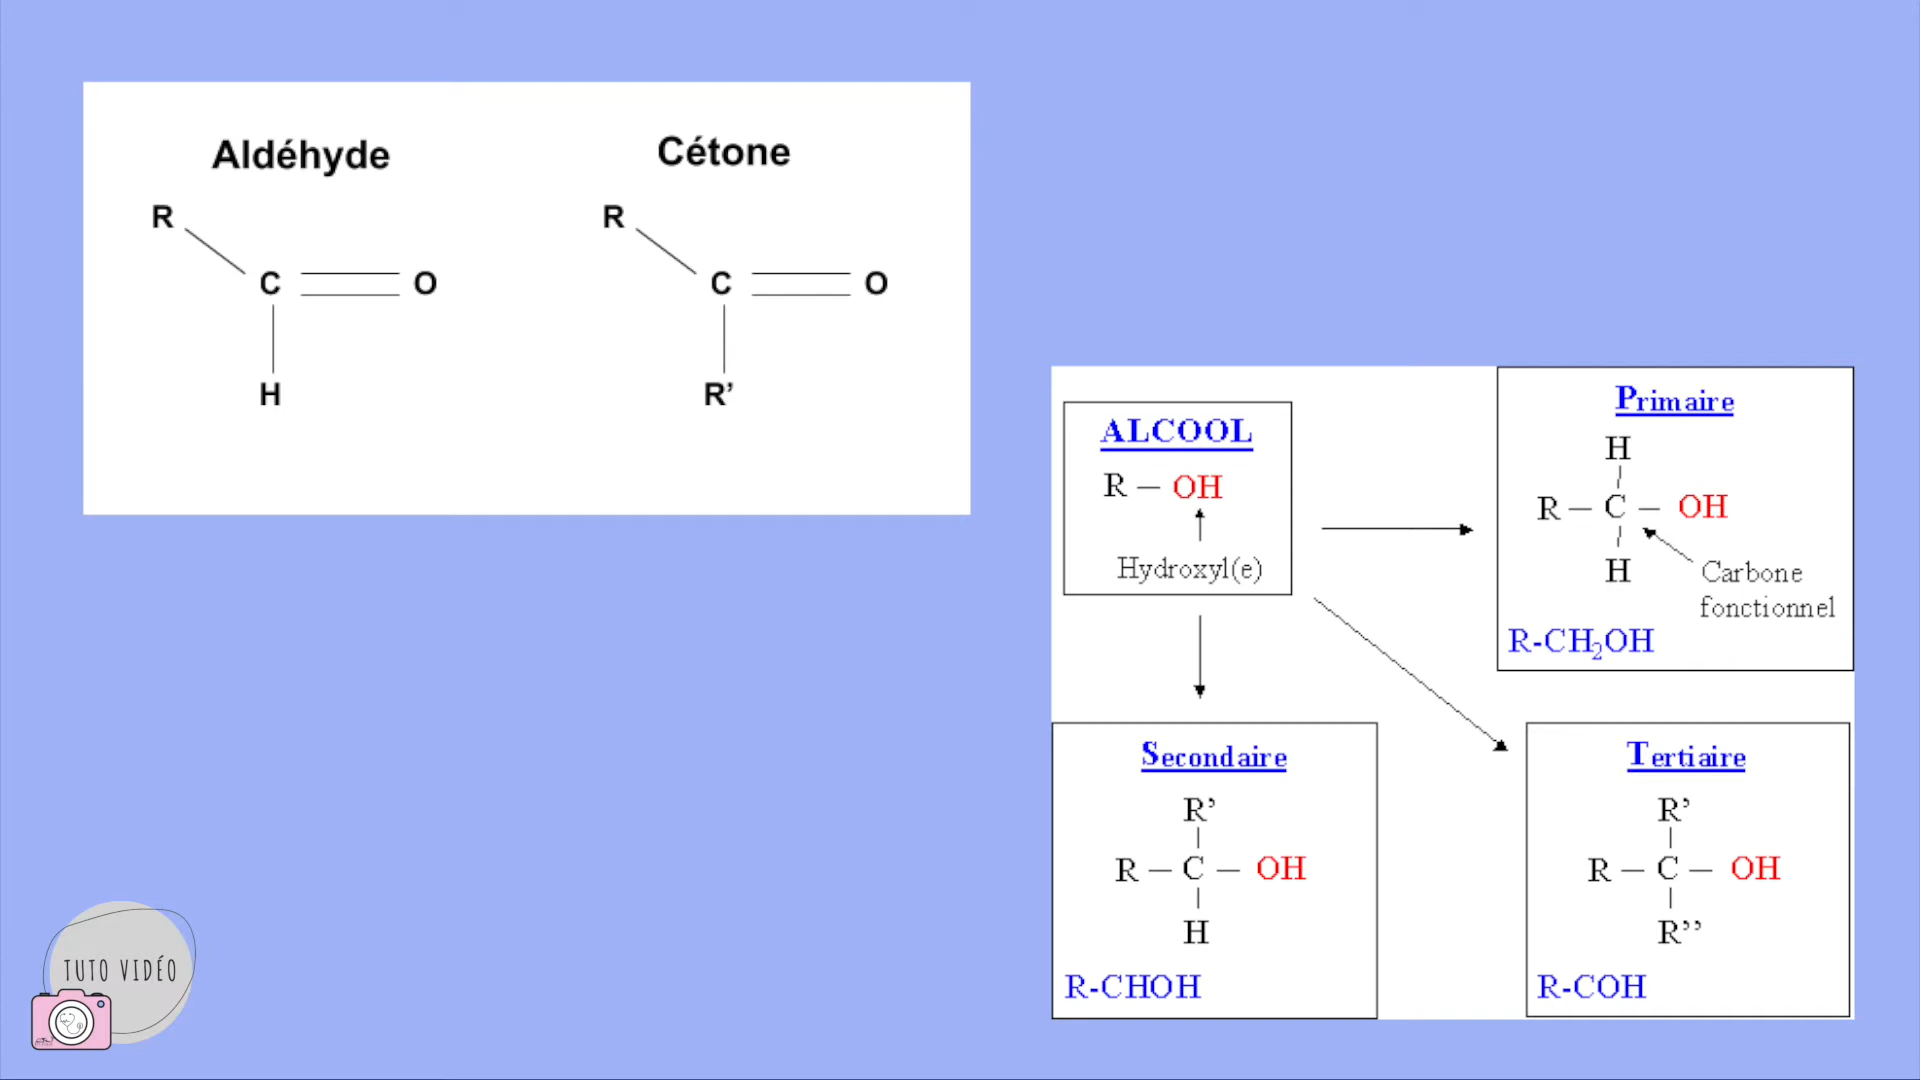 Aldéhyde
R
C O
H
Cétone
R
C O
R’
ALCOOL
R – OH
Hydroxyl(e)
Primaire
H
R – C – OH
H
Carbone
fonctionnel
R-CH₂OH
Secondaire
R’
R – C – OH
H
R-CHOH
Tertiaire
R’
R – C – OH
R’’
R-COH
TUTO VIDÉO